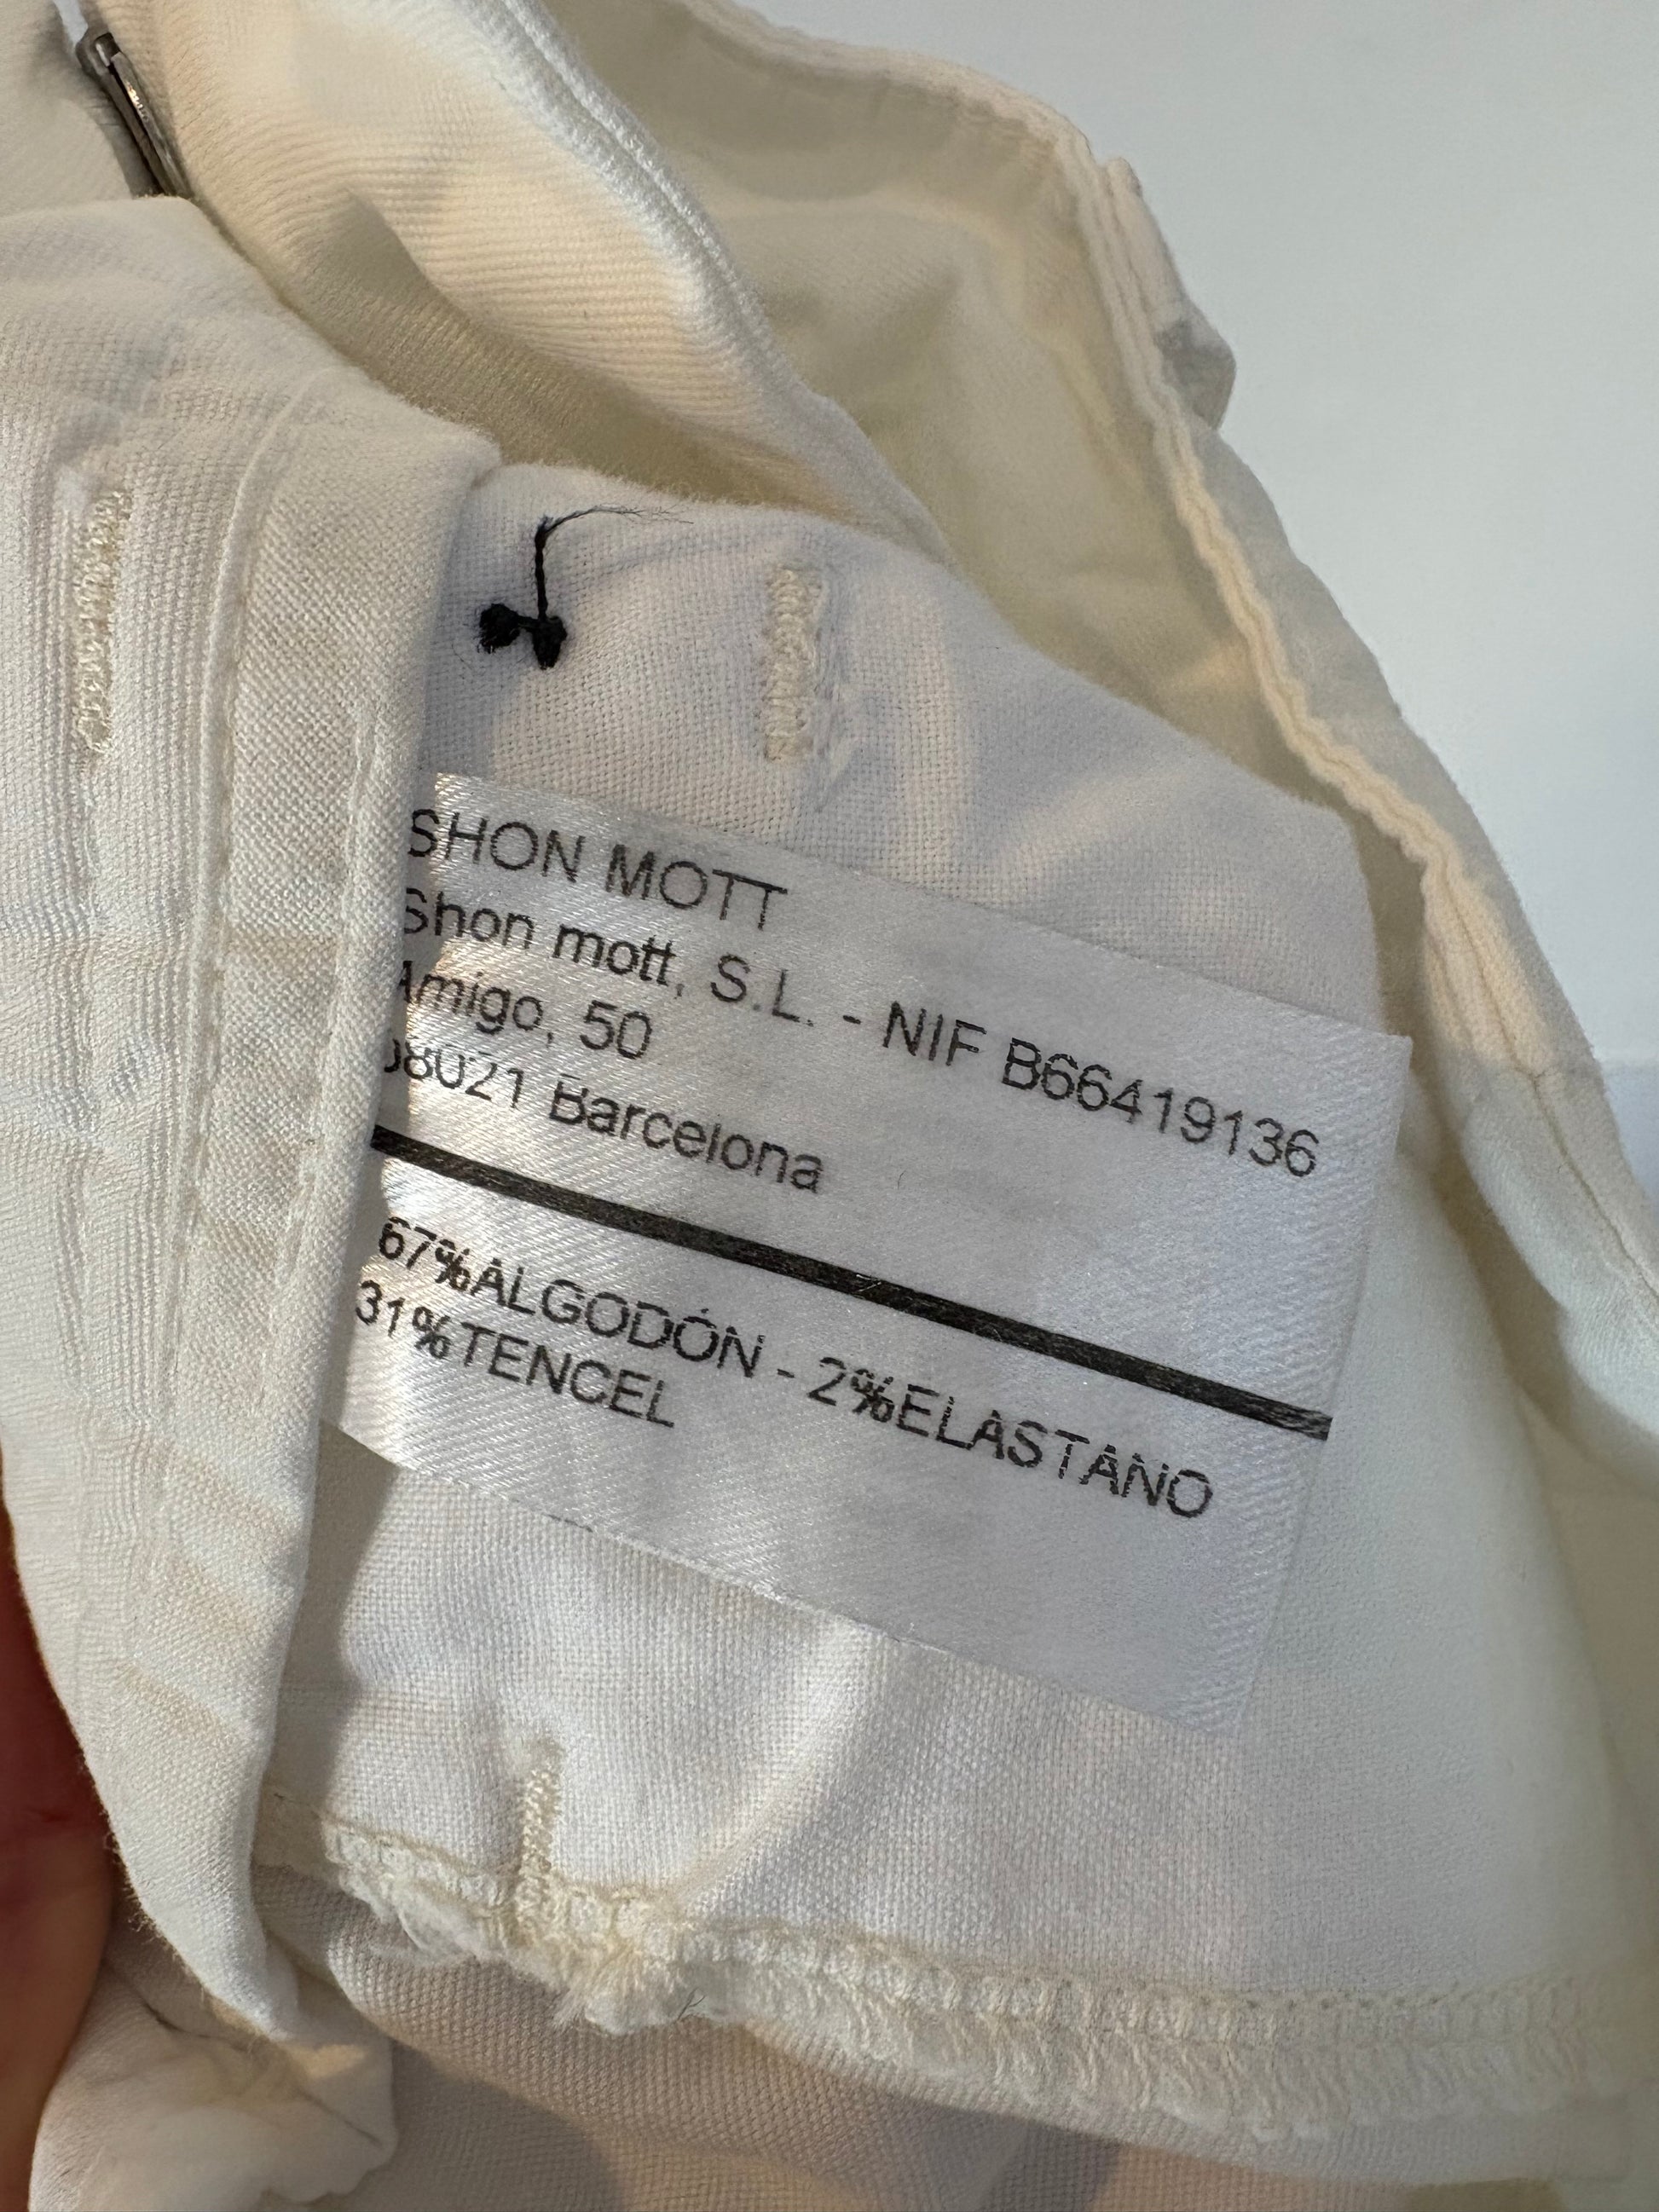 SHON MOTT
Shon mott, S.L. - NIF B66419136
Amigo, 50
08021 Barcelona
67%ALGODÓN - 2%ELASTANO
31%TENCEL